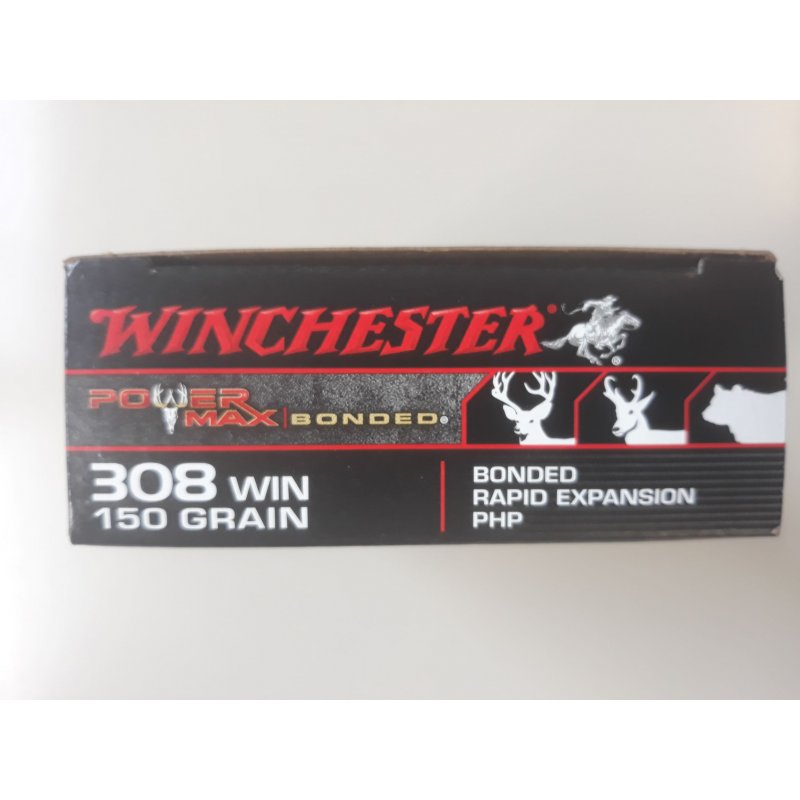 WINCHESTER®
POWER MAX | BONDED®
308 WIN
150 GRAIN
BONDED
RAPID EXPANSION
PHP